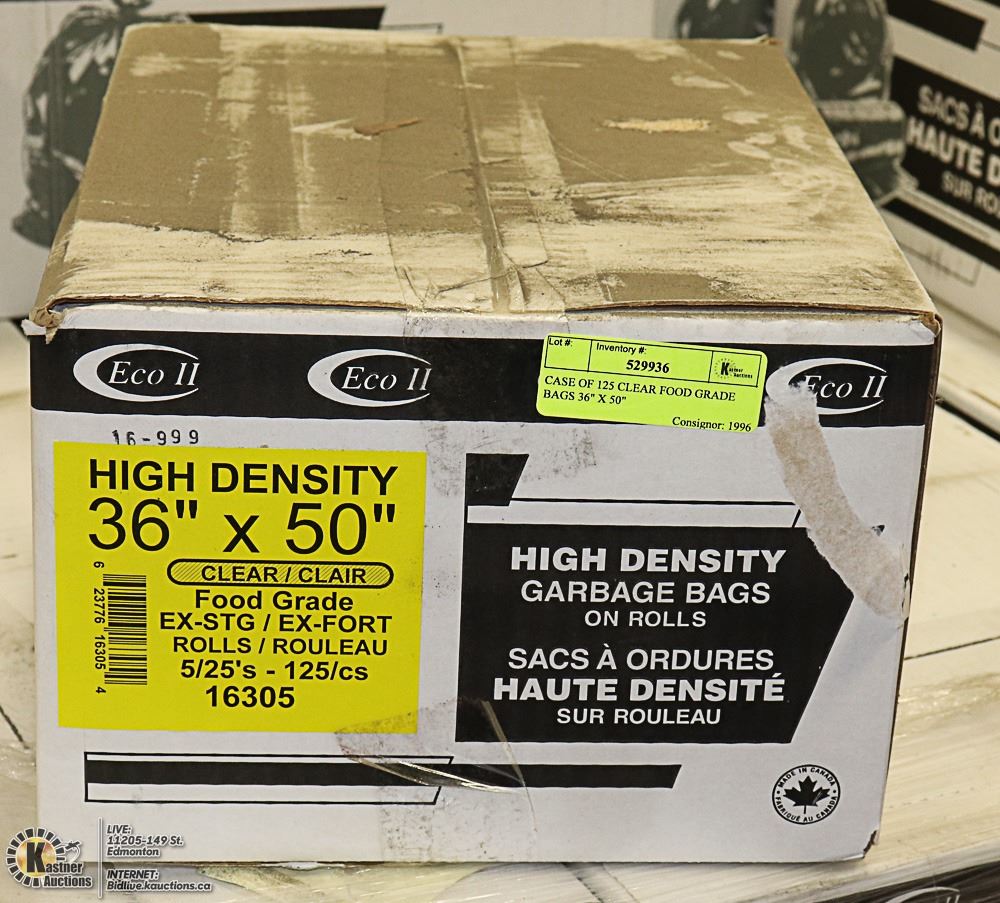 SACS À
HAUTE D
SUR RO
Eco II
Eco II
Eco II
Lot #:
Inventory #:
529936
Kastner
Auctions
CASE OF 125 CLEAR FOOD GRADE
BAGS 36" X 50"
Consignor: 1996
16-999
HIGH DENSITY
36" x 50"
CLEAR / CLAIR
Food Grade
EX-STG / EX-FORT
ROLLS / ROULEAU
5/25's - 125/cs
16305
6 23776 16305 4
HIGH DENSITY
GARBAGE BAGS
ON ROLLS
SACS À ORDURES
HAUTE DENSITÉ
SUR ROULEAU
MADE IN CANADA
FABRIQUÉ AU CANADA
Kastner
Auctions
LIVE:
11205-149 St.
Edmonton
INTERNET:
Bidlive.kauctions.ca